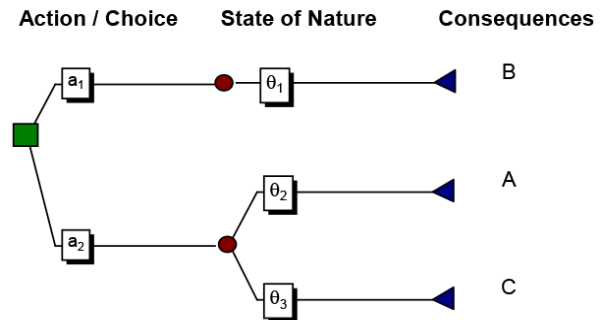 Action / Choice State of Nature Consequences
a₁ θ₁ B
θ₂ A
a₂
θ₃ C